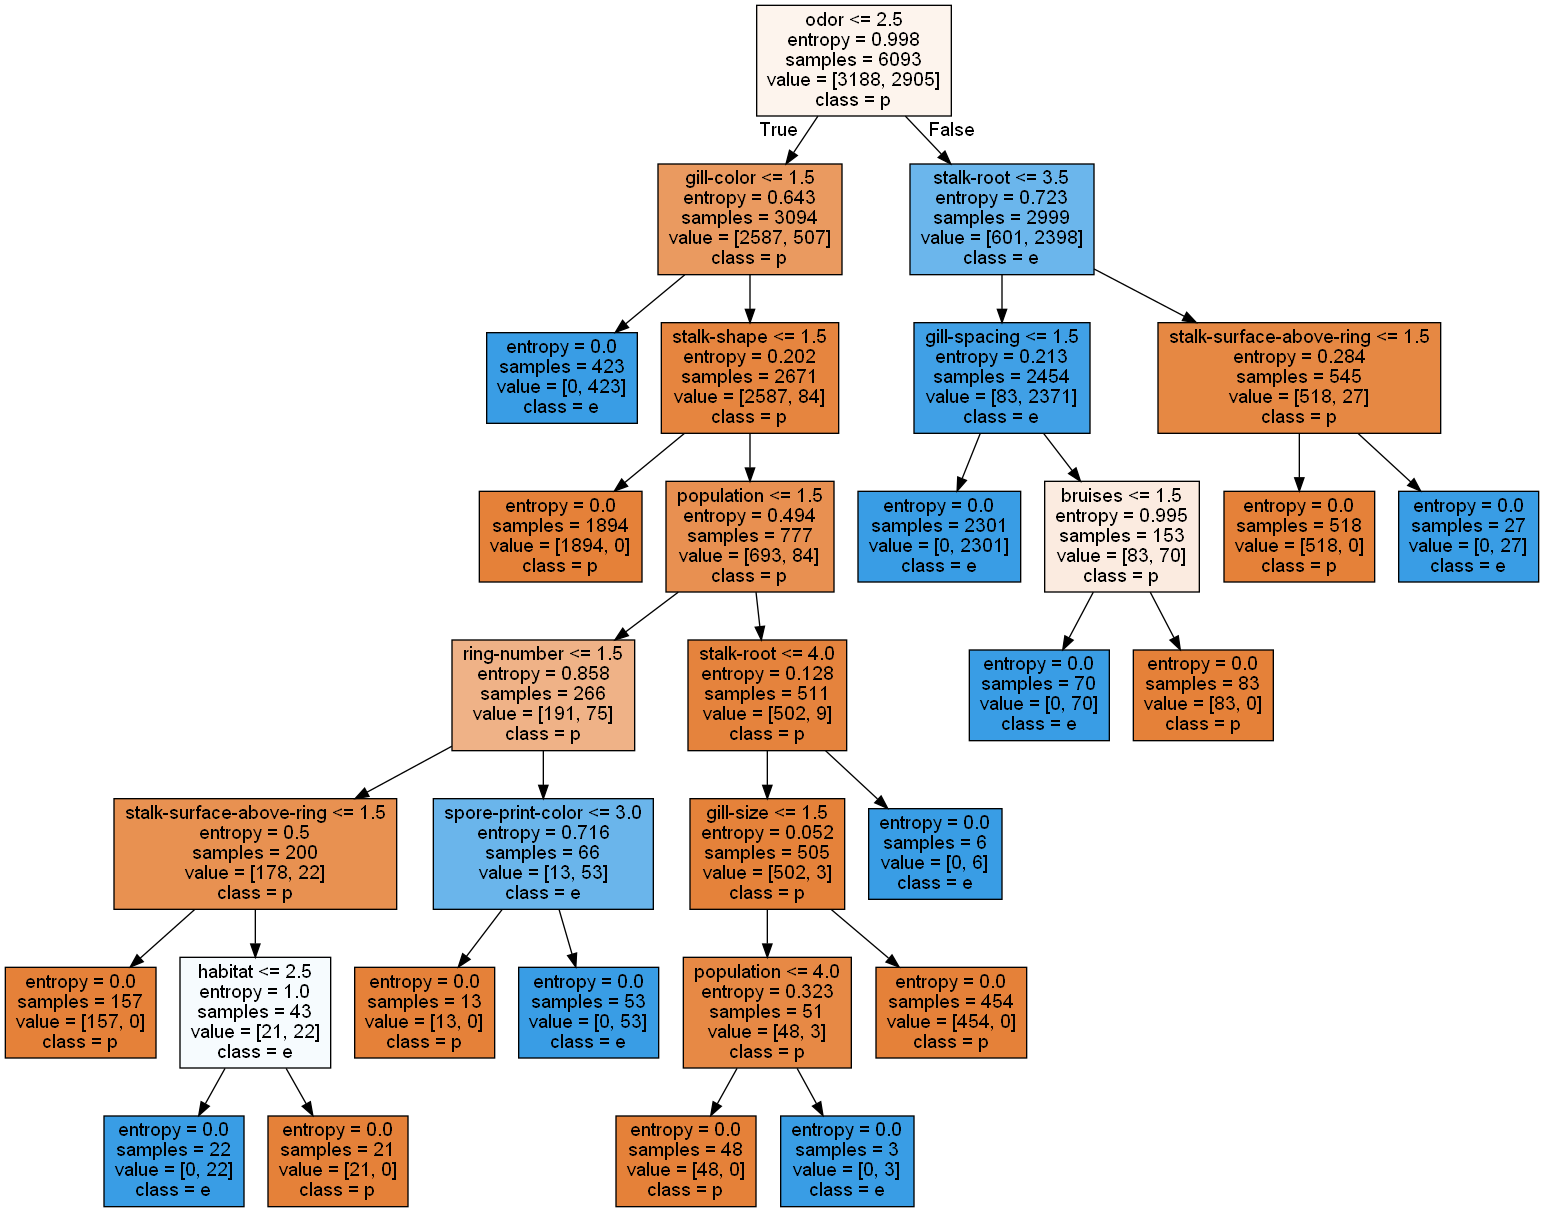 odor <= 2.5
entropy = 0.998
samples = 6093
value = [3188, 2905]
class = p
True
False
gill-color <= 1.5
entropy = 0.643
samples = 3094
value = [2587, 507]
class = p
stalk-root <= 3.5
entropy = 0.723
samples = 2999
value = [601, 2398]
class = e
entropy = 0.0
samples = 423
value = [0, 423]
class = e
stalk-shape <= 1.5
entropy = 0.202
samples = 2671
value = [2587, 84]
class = p
gill-spacing <= 1.5
entropy = 0.213
samples = 2454
value = [83, 2371]
class = e
stalk-surface-above-ring <= 1.5
entropy = 0.284
samples = 545
value = [518, 27]
class = p
entropy = 0.0
samples = 1894
value = [1894, 0]
class = p
population <= 1.5
entropy = 0.494
samples = 777
value = [693, 84]
class = p
entropy = 0.0
samples = 2301
value = [0, 2301]
class = e
bruises <= 1.5
entropy = 0.995
samples = 153
value = [83, 70]
class = p
entropy = 0.0
samples = 518
value = [518, 0]
class = p
entropy = 0.0
samples = 27
value = [0, 27]
class = e
ring-number <= 1.5
entropy = 0.858
samples = 266
value = [191, 75]
class = p
stalk-root <= 4.0
entropy = 0.128
samples = 511
value = [502, 9]
class = p
entropy = 0.0
samples = 70
value = [0, 70]
class = e
entropy = 0.0
samples = 83
value = [83, 0]
class = p
stalk-surface-above-ring <= 1.5
entropy = 0.5
samples = 200
value = [178, 22]
class = p
spore-print-color <= 3.0
entropy = 0.716
samples = 66
value = [13, 53]
class = e
gill-size <= 1.5
entropy = 0.052
samples = 505
value = [502, 3]
class = p
entropy = 0.0
samples = 6
value = [0, 6]
class = e
entropy = 0.0
samples = 157
value = [157, 0]
class = p
habitat <= 2.5
entropy = 1.0
samples = 43
value = [21, 22]
class = e
entropy = 0.0
samples = 13
value = [13, 0]
class = p
entropy = 0.0
samples = 53
value = [0, 53]
class = e
population <= 4.0
entropy = 0.323
samples = 51
value = [48, 3]
class = p
entropy = 0.0
samples = 454
value = [454, 0]
class = p
entropy = 0.0
samples = 22
value = [0, 22]
class = e
entropy = 0.0
samples = 21
value = [21, 0]
class = p
entropy = 0.0
samples = 48
value = [48, 0]
class = p
entropy = 0.0
samples = 3
value = [0, 3]
class = e